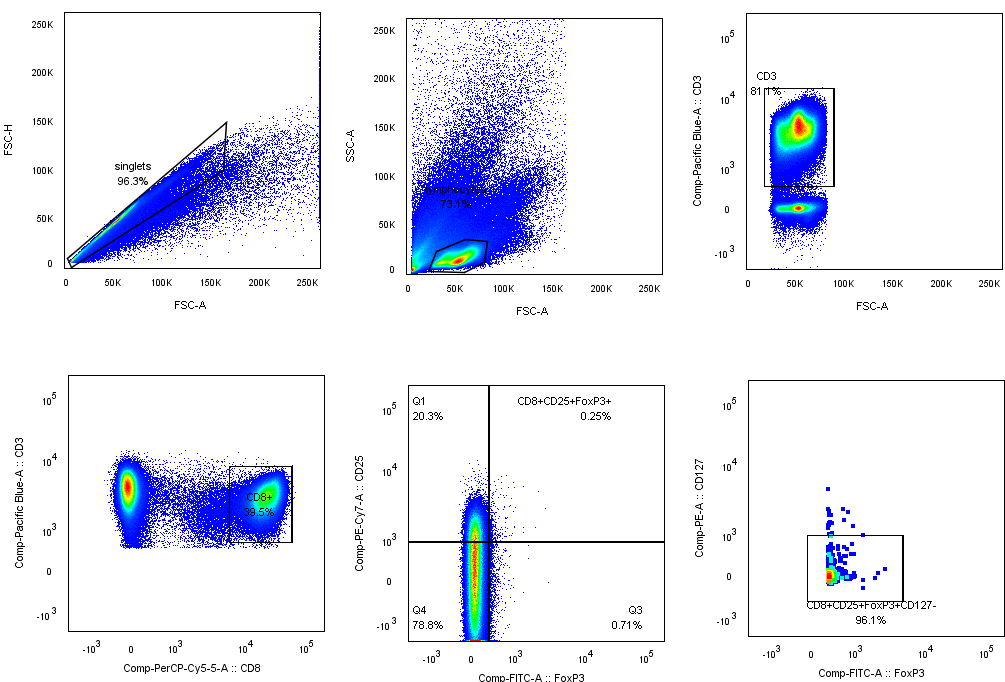 250K
200K
150K
100K
50K
0
FSC-H
singlets
96.3%
0 50K 100K 150K 200K 250K
FSC-A
250K
200K
150K
100K
50K
0
SSC-A
73.1%
0 50K 100K 150K 200K 250K
FSC-A
10^5
10^4
10^3
0
-10^3
Comp-Pacific Blue-A :: CD3
CD3
81.1%
0 50K 100K 150K 200K 250K
FSC-A
10^5
10^4
10^3
0
-10^3
Comp-Pacific Blue-A :: CD3
CD8+
39.5%
-10^3 0 10^3 10^4 10^5
Comp-PerCP-Cy5-5-A :: CD8
10^5
10^4
10^3
0
-10^3
Comp-PE-Cy7-A :: CD25
Q1
20.3%
CD8+CD25+FoxP3+
0.25%
Q4
78.8%
Q3
0.71%
-10^3 0 10^3 10^4 10^5
Comp-FITC-A :: FoxP3
10^5
10^4
10^3
0
-10^3
Comp-PE-A :: CD127
CD8+CD25+FoxP3+CD127-
96.1%
-10^3 0 10^3 10^4 10^5
Comp-FITC-A :: FoxP3